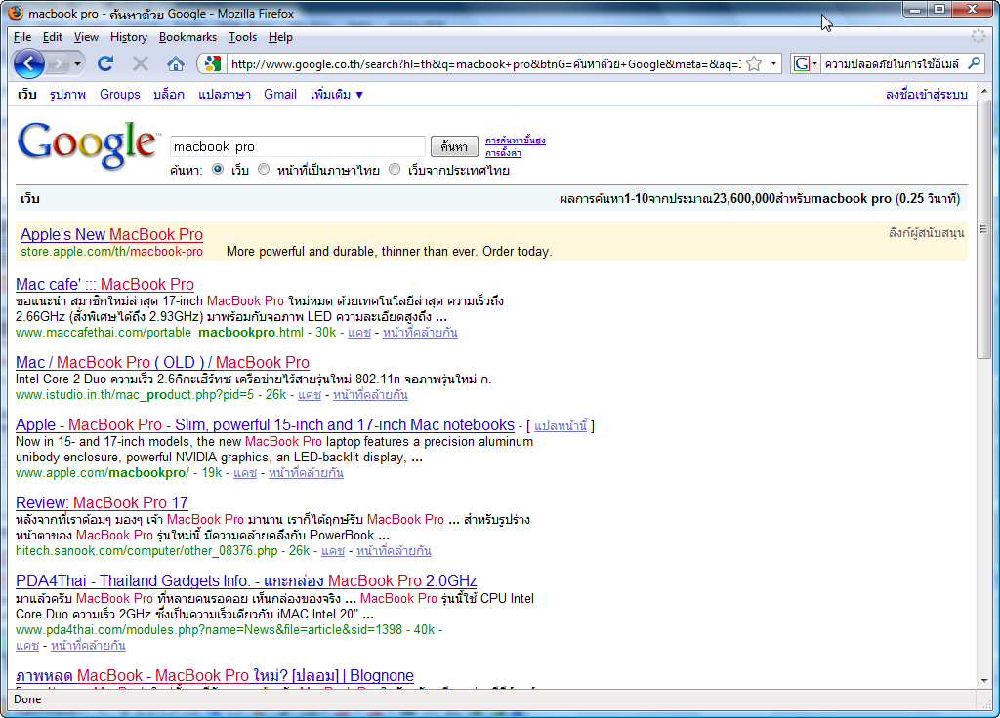 macbook pro - ค้นหาด้วย Google - Mozilla Firefox
File Edit View History Bookmarks Tools Help
http://www.google.co.th/search?hl=th&q=macbook+pro&btnG=ค้นหาด้วย+Google&meta=&aq= G ความปลอดภัยในการใช้อีเมล์
เว็บ รูปภาพ Groups บล็อก แปลภาษา Gmail เพิ่มเติม ▼ ลงชื่อเข้าสู่ระบบ
Google™ macbook pro ค้นหา การค้นหาขั้นสูง
การตั้งค่า
ค้นหา: เว็บ หน้าที่เป็นภาษาไทย เว็บจากประเทศไทย
เว็บ ผลการค้นหา1-10จากประมาณ23,600,000สำหรับmacbook pro (0.25 วินาที)
Apple's New MacBook Pro ลิงก์ผู้สนับสนุน
store.apple.com/th/macbook-pro More powerful and durable, thinner than ever. Order today.
Mac cafe' ::: MacBook Pro
ขอแนะนำ สมาชิกใหม่ล่าสุด 17-inch MacBook Pro ใหม่หมด ด้วยเทคโนโลยีล่าสุด ความเร็วถึง
2.66GHz (สั่งพิเศษได้ถึง 2.93GHz) มาพร้อมกับจอภาพ LED ความละเอียดสูงถึง ...
www.maccafethai.com/portable_macbookpro.html - 30k - แคช - หน้าที่คล้ายกัน
Mac / MacBook Pro ( OLD ) / MacBook Pro
Intel Core 2 Duo ความเร็ว 2.6กิกะเฮิร์ทซ เครือข่ายไร้สายรุ่นใหม่ 802.11n จอภาพรุ่นใหม่ ก.
www.istudio.in.th/mac_product.php?pid=5 - 26k - แคช - หน้าที่คล้ายกัน
Apple - MacBook Pro - Slim, powerful 15-inch and 17-inch Mac notebooks - [ แปลหน้านี้ ]
Now in 15- and 17-inch models, the new MacBook Pro laptop features a precision aluminum
unibody enclosure, powerful NVIDIA graphics, an LED-backlit display, ...
www.apple.com/macbookpro/ - 19k - แคช - หน้าที่คล้ายกัน
Review: MacBook Pro 17
หลังจากที่เราด้อมๆ มองๆ เจ้า MacBook Pro มานาน เราก็ได้ฤกษ์รับ MacBook Pro ... สำหรับรูปร่าง
หน้าตาของ MacBook Pro รุ่นใหม่นี้ มีความคล้ายคลึงกับ PowerBook ...
hitech.sanook.com/computer/other_08376.php - 26k - แคช - หน้าที่คล้ายกัน
PDA4Thai - Thailand Gadgets Info. - แกะกล่อง MacBook Pro 2.0GHz
มาแล้วครับ MacBook Pro ที่หลายคนรอคอย เห็นกล่องของจริง ... MacBook Pro รุ่นนี้ใช้ CPU Intel
Core Duo ความเร็ว 2GHz ซึ่งเป็นความเร็วเดียวกับ iMAC Intel 20" ...
www.pda4thai.com/modules.php?name=News&file=article&sid=1398 - 40k -
แคช - หน้าที่คล้ายกัน
ภาพหลุด MacBook - MacBook Pro ใหม่? [ปลอม] | Blognone
Done